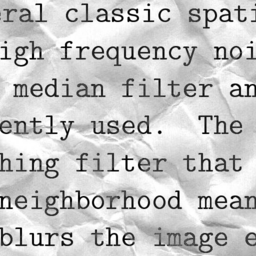 eral classic spati
igh frequency noi
median filter an
ently used. The
hing filter that
neighborhood mean
blurs the image e